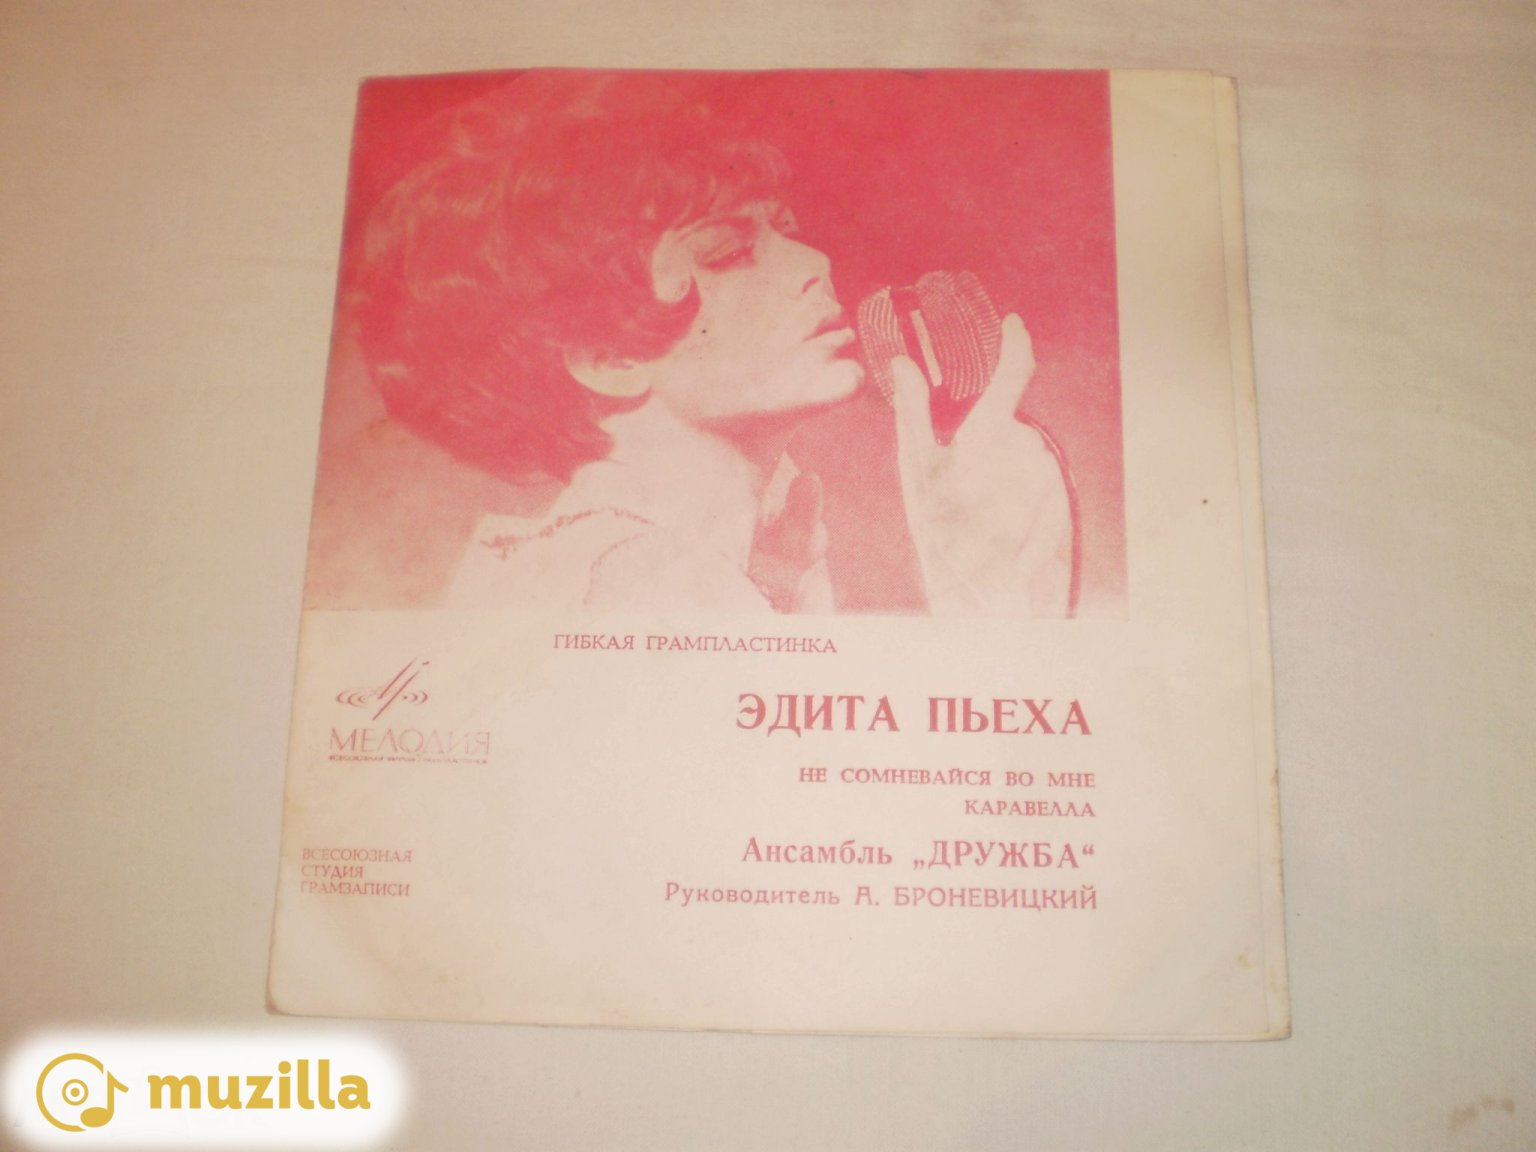 ГИБКАЯ ГРАМПЛАСТИНКА
МЕЛОДИЯ
ЭДИТА ПЬЕХА
НЕ СОМНЕВАЙСЯ ВО МНЕ
КАРАВЕЛЛА
Ансамбль „ДРУЖБА“
Руководитель А. БРОНЕВИЦКИЙ
ВСЕСОЮЗНАЯ
СТУДИЯ
ГРАМЗАПИСИ
muzilla